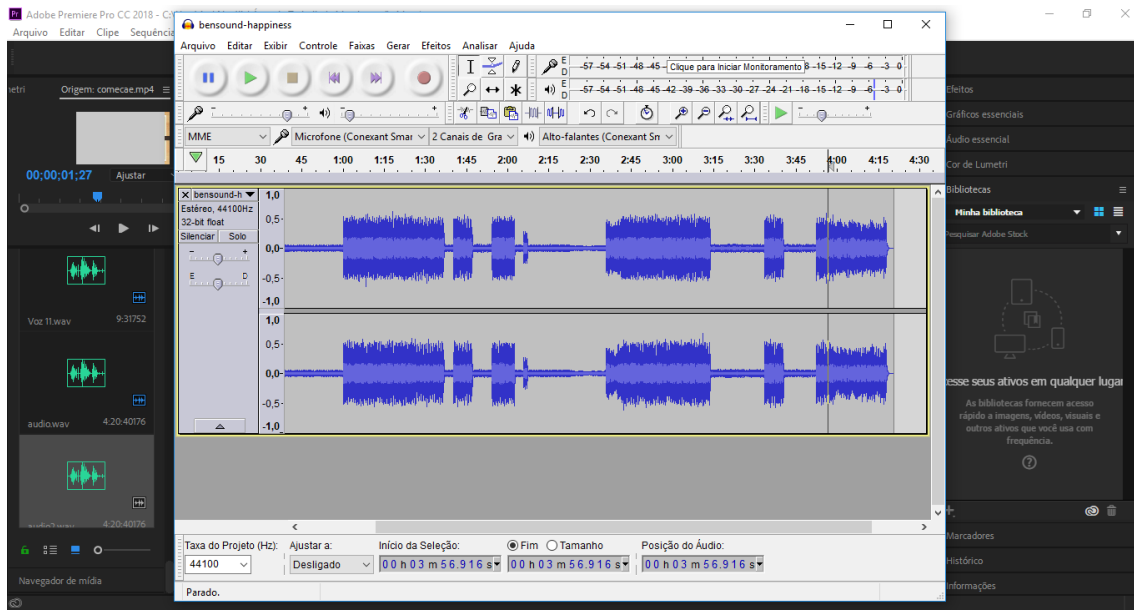 Adobe Premiere Pro CC 2018 - C:
Arquivo Editar Clipe Sequência
etri
Origem: comecae.mp4
00;00;01;27
Ajustar
Voz 11.wav 9:31752
audio.wav 4:20:40176
audio2.wav 4:20:40176
Navegador de mídia
bensound-happiness
Arquivo Editar Exibir Controle Faixas Gerar Efeitos Analisar Ajuda
E D -57 -54 -51 -48 -45 - Clique para Iniciar Monitoramento 8 -15 -12 -9 -6 -3 0
E D -57 -54 -51 -48 -45 -42 -39 -36 -33 -30 -27 -24 -21 -18 -15 -12 -9 -6 -3 0
MME Microfone (Conexant Smar 2 Canais de Gra Alto-falantes (Conexant Sn
15 30 45 1:00 1:15 1:30 1:45 2:00 2:15 2:30 2:45 3:00 3:15 3:30 3:45 4:00 4:15 4:30
X bensound-h
Estéreo, 44100Hz
32-bit float
Silenciar Solo
- +
E D
1,0
0,5
0,0
-0,5
-1,0
1,0
0,5
0,0
-0,5
-1,0
Taxa do Projeto (Hz): Ajustar a: Início da Seleção: Fim Tamanho Posição do Áudio:
44100 Desligado 00 h 03 m 56.916 s 00 h 03 m 56.916 s 00 h 03 m 56.916 s
Parado.
Efeitos
Gráficos essenciais
Áudio essencial
Cor de Lumetri
Bibliotecas
Minha biblioteca
Pesquisar Adobe Stock
esse seus ativos em qualquer lugar
As bibliotecas fornecem acesso
rápido a imagens, vídeos, visuais e
outros ativos que você usa com
frequência.
Marcadores
Histórico
Informações